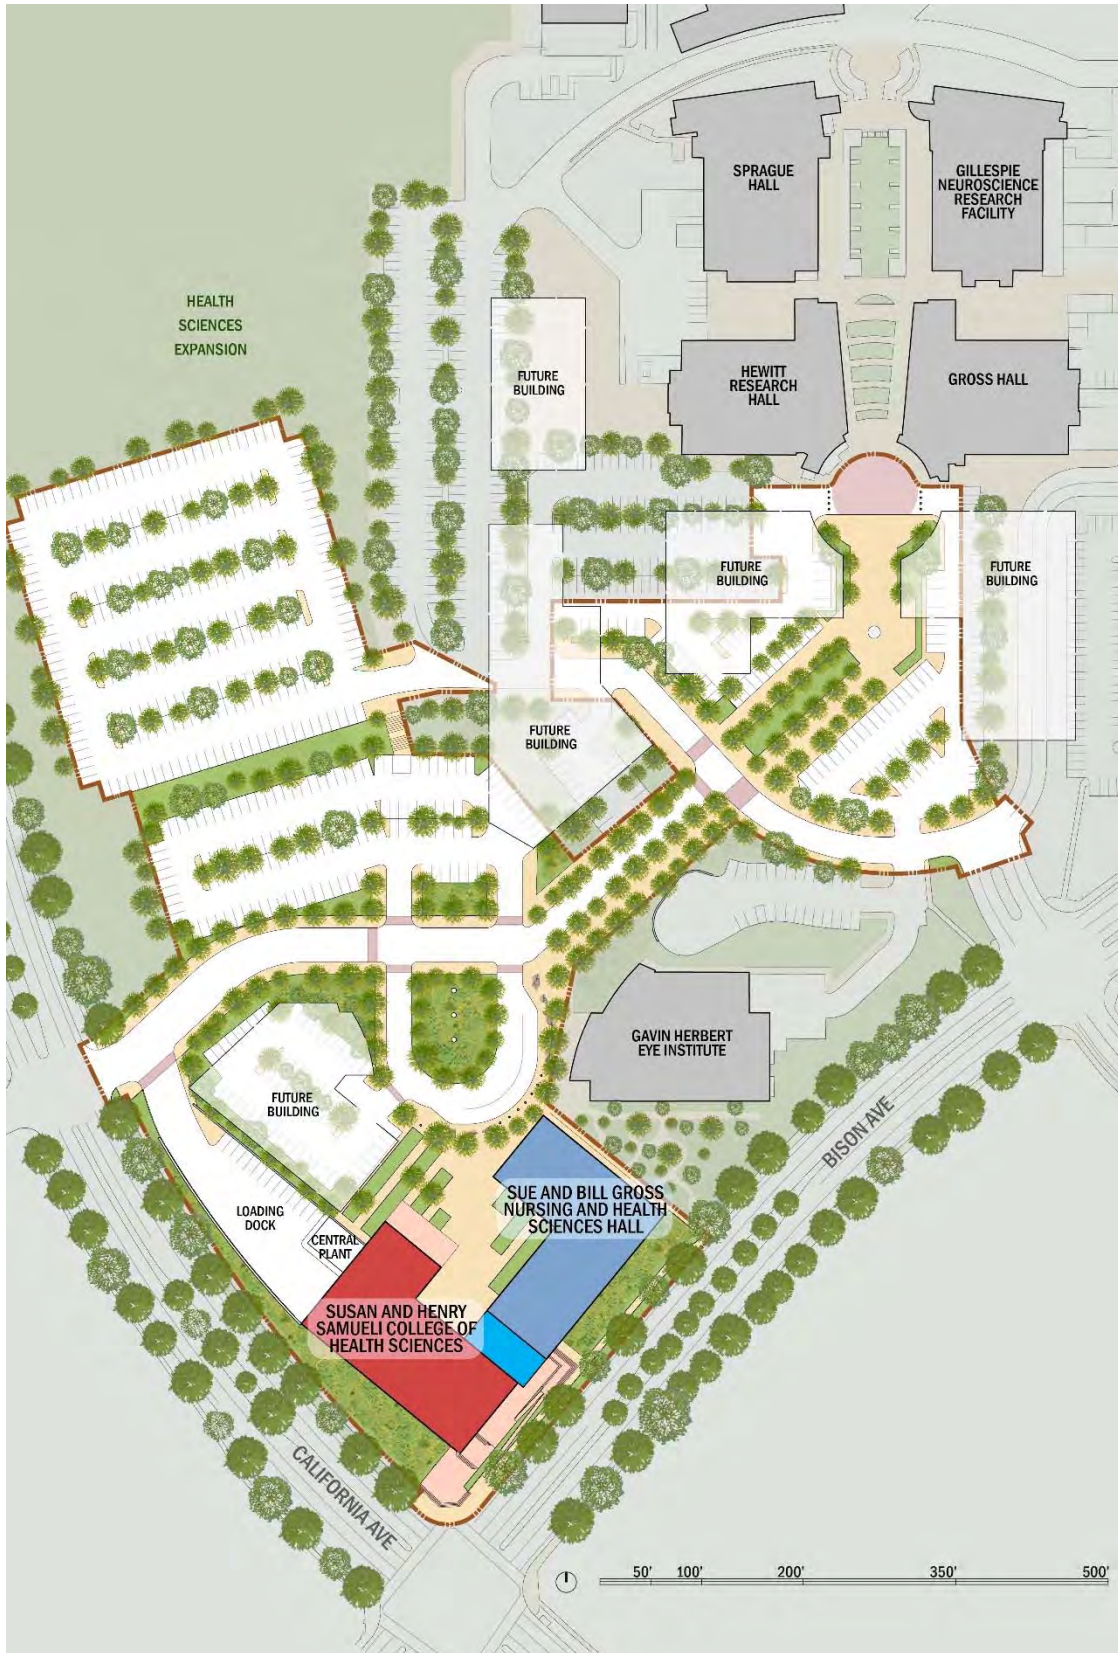 SPRAGUE
HALL
GILLESPIE
NEUROSCIENCE
RESEARCH
FACILITY
HEALTH
SCIENCES
EXPANSION
FUTURE
BUILDING
HEWITT
RESEARCH
HALL
GROSS HALL
FUTURE
BUILDING
FUTURE
BUILDING
FUTURE
BUILDING
GAVIN HERBERT
EYE INSTITUTE
FUTURE
BUILDING
BISON AVE
SUE AND BILL GROSS
NURSING AND HEALTH
SCIENCES HALL
LOADING
DOCK
CENTRAL
PLANT
SUSAN AND HENRY
SAMUELI COLLEGE OF
HEALTH SCIENCES
CALIFORNIA AVE
50' 100' 200' 350' 500'